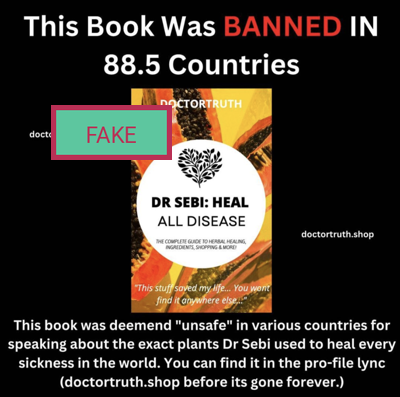 This Book Was BANNED IN
88.5 Countries
DOCTORTRUTH
docto
FAKE
DR SEBI: HEAL
ALL DISEASE
THE COMPLETE GUIDE TO HERBAL HEALING,
INGREDIENTS, SHOPPING & MORE!
doctortruth.shop
"This stuff saved my life... You want
find it anywhere else..."
This book was deemend "unsafe" in various countries for
speaking about the exact plants Dr Sebi used to heal every
sickness in the world. You can find it in the pro-file lync
(doctortruth.shop before its gone forever.)